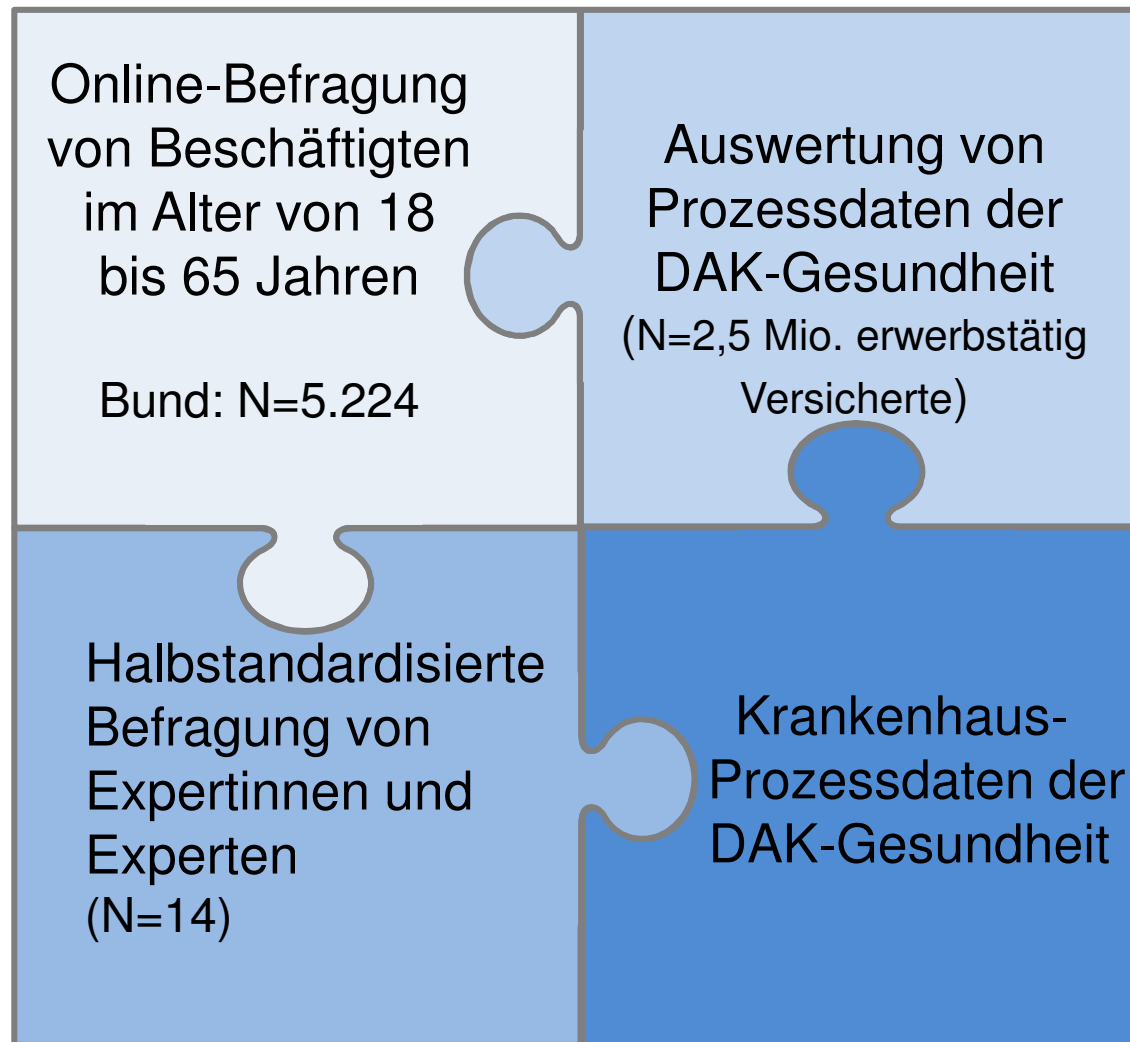 Online-Befragung
von Beschäftigten
im Alter von 18
bis 65 Jahren
Bund: N=5.224
Auswertung von
Prozessdaten der
DAK-Gesundheit
(N=2,5 Mio. erwerbstätig
Versicherte)
Halbstandardisierte
Befragung von
Expertinnen und
Experten
(N=14)
Krankenhaus-
Prozessdaten der
DAK-Gesundheit